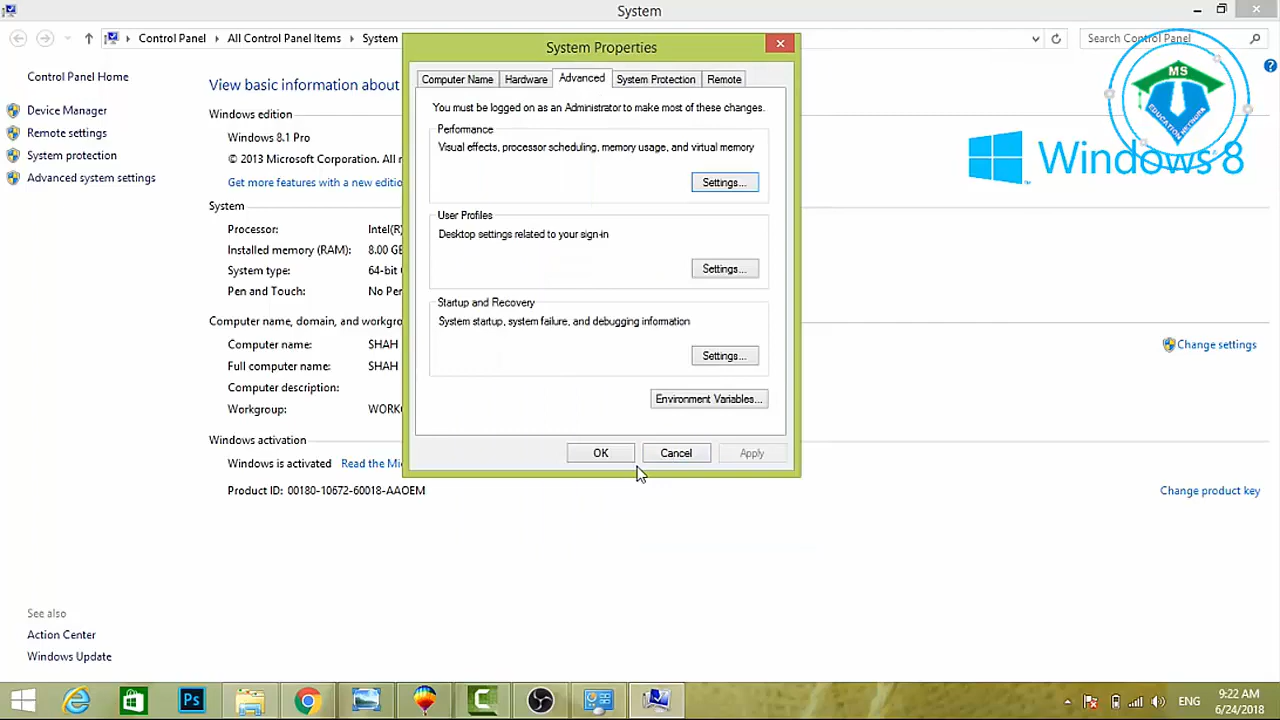 System
Control Panel
All Control Panel Items
System
Search Control Panel
System Properties
Computer Name
Hardware
Advanced
System Protection
Remote
You must be logged on as an Administrator to make most of these changes.
Performance
Visual effects, processor scheduling, memory usage, and virtual memory
Settings...
User Profiles
Desktop settings related to your sign-in
Settings...
Startup and Recovery
System startup, system failure, and debugging information
Settings...
Environment Variables...
OK
Cancel
Apply
Control Panel Home
Device Manager
Remote settings
System protection
Advanced system settings
See also
Action Center
Windows Update
View basic information about
Windows edition
Windows 8.1 Pro
© 2013 Microsoft Corporation. All
Get more features with a new
System
Processor: Intel(R)
Installed memory (RAM): 8.00
System type: 64-bit
Pen and Touch: No
Computer name, domain, and
Computer name: SHAH
Full computer name: SHAH
Computer description:
Workgroup:
Windows activation
Windows is activated Read the
Product ID: 00180-10672-60018-AAOEM
MS
EDUCATION NETWORK
Windows 8
Change settings
Change product key
Ps
ENG
9:22 AM
6/24/2018